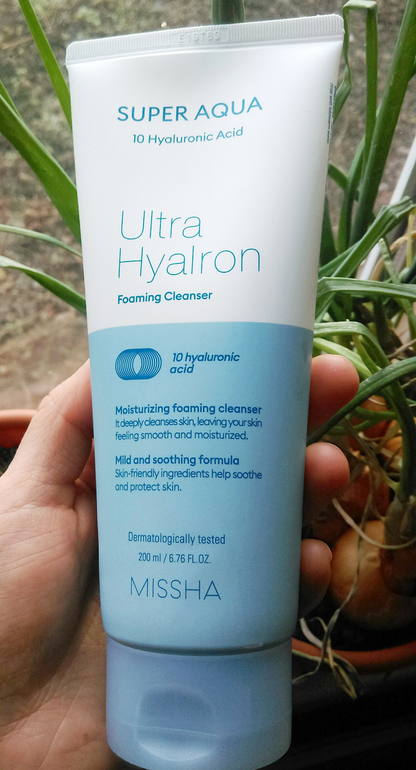 SUPER AQUA
10 Hyaluronic Acid
Ultra
Hyalron
Foaming Cleanser
10 hyaluronic
acid
Moisturizing foaming cleanser
It deeply cleanses skin, leaving your skin
feeling smooth and moisturized.
Mild and soothing formula
Skin-friendly ingredients help soothe
and protect skin.
Dermatologically tested
200 ml / 6.76 FL.OZ.
MISSHA